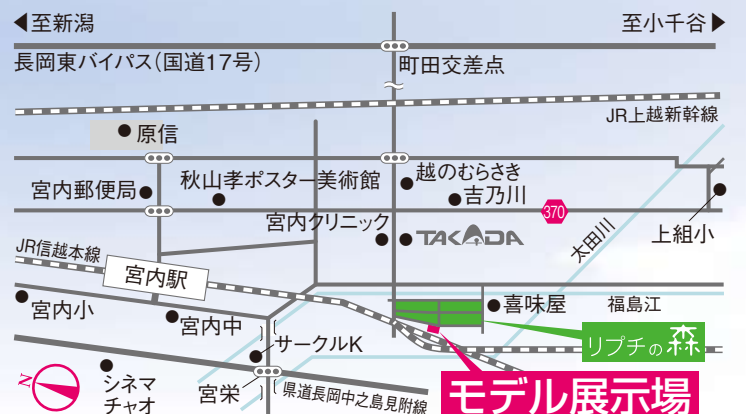 ◀至新潟
至小千谷▶
長岡東バイパス(国道17号)
町田交差点
JR上越新幹線
原信
宮内郵便局
秋山孝ポスター美術館
越のむらさき
吉乃川
370
宮内クリニック
TAKADA
太田川
上組小
JR信越本線
宮内駅
宮内小
宮内中
喜味屋
福島江
サークルK
リプチの森
N
シネマ
チャオ
宮栄
県道長岡中之島見附線
モデル展示場